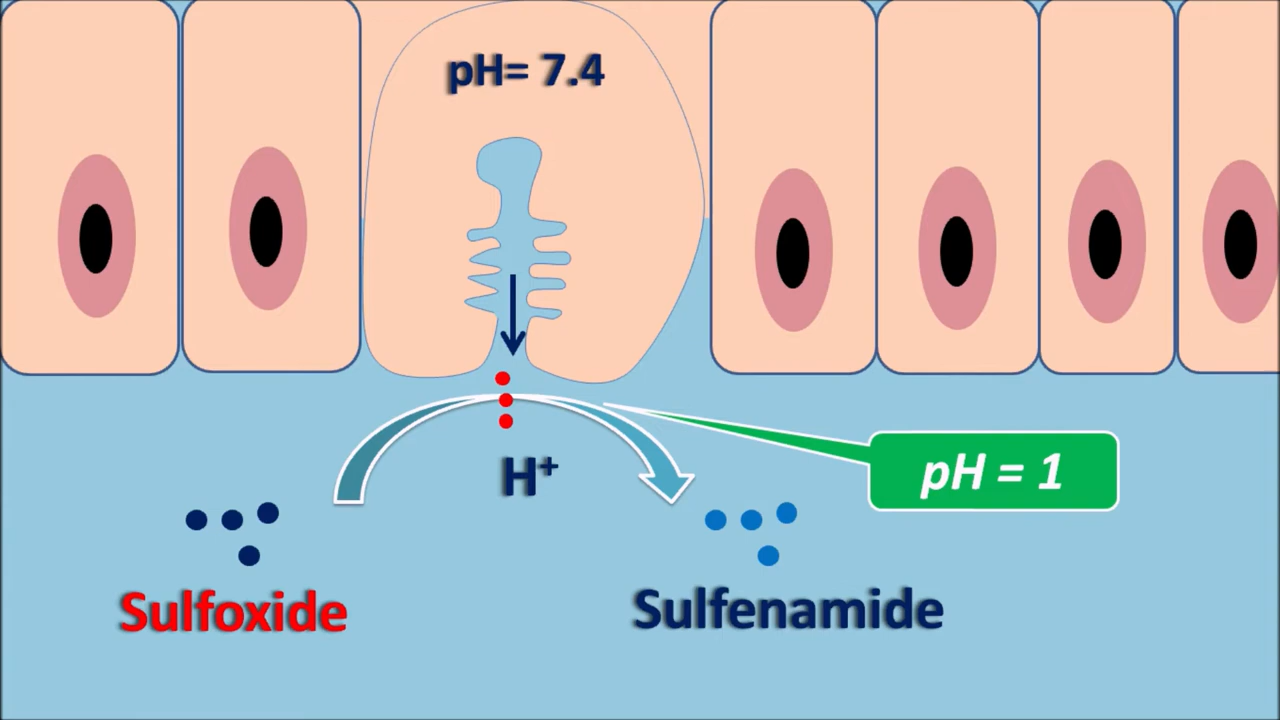 pH= 7.4
H⁺
pH = 1
Sulfoxide
Sulfenamide